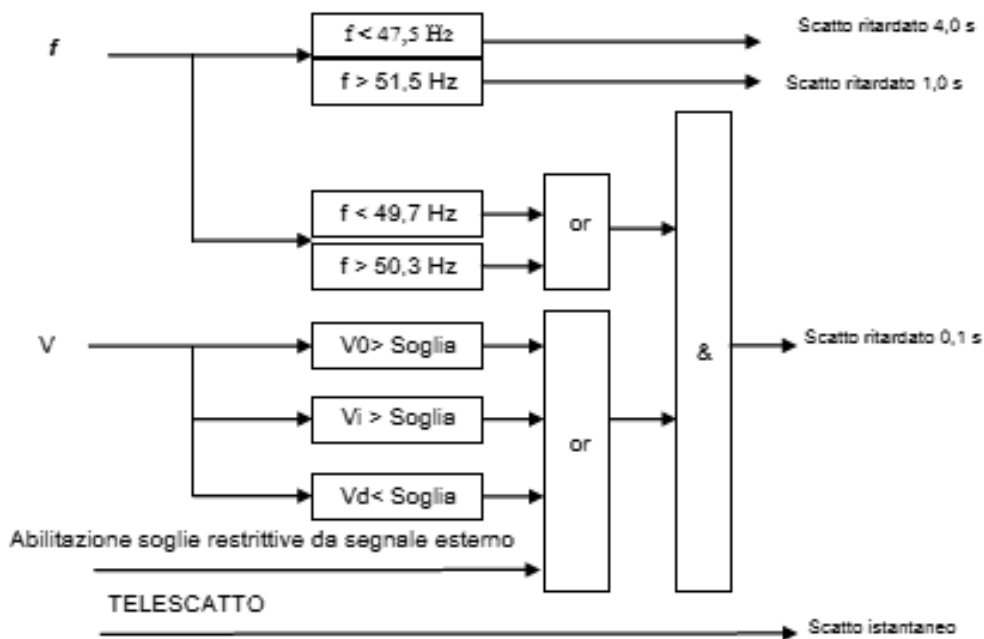 f
f < 47,5 Hz
Scatto ritardato 4,0 s
f > 51,5 Hz
Scatto ritardato 1,0 s
f < 49,7 Hz
or
f > 50,3 Hz
V
V0> Soglia
Scatto ritardato 0,1 s
&
Vi > Soglia
or
Vd< Soglia
Abilitazione soglie restrittive da segnale esterno
TELESCATTO
Scatto istantaneo